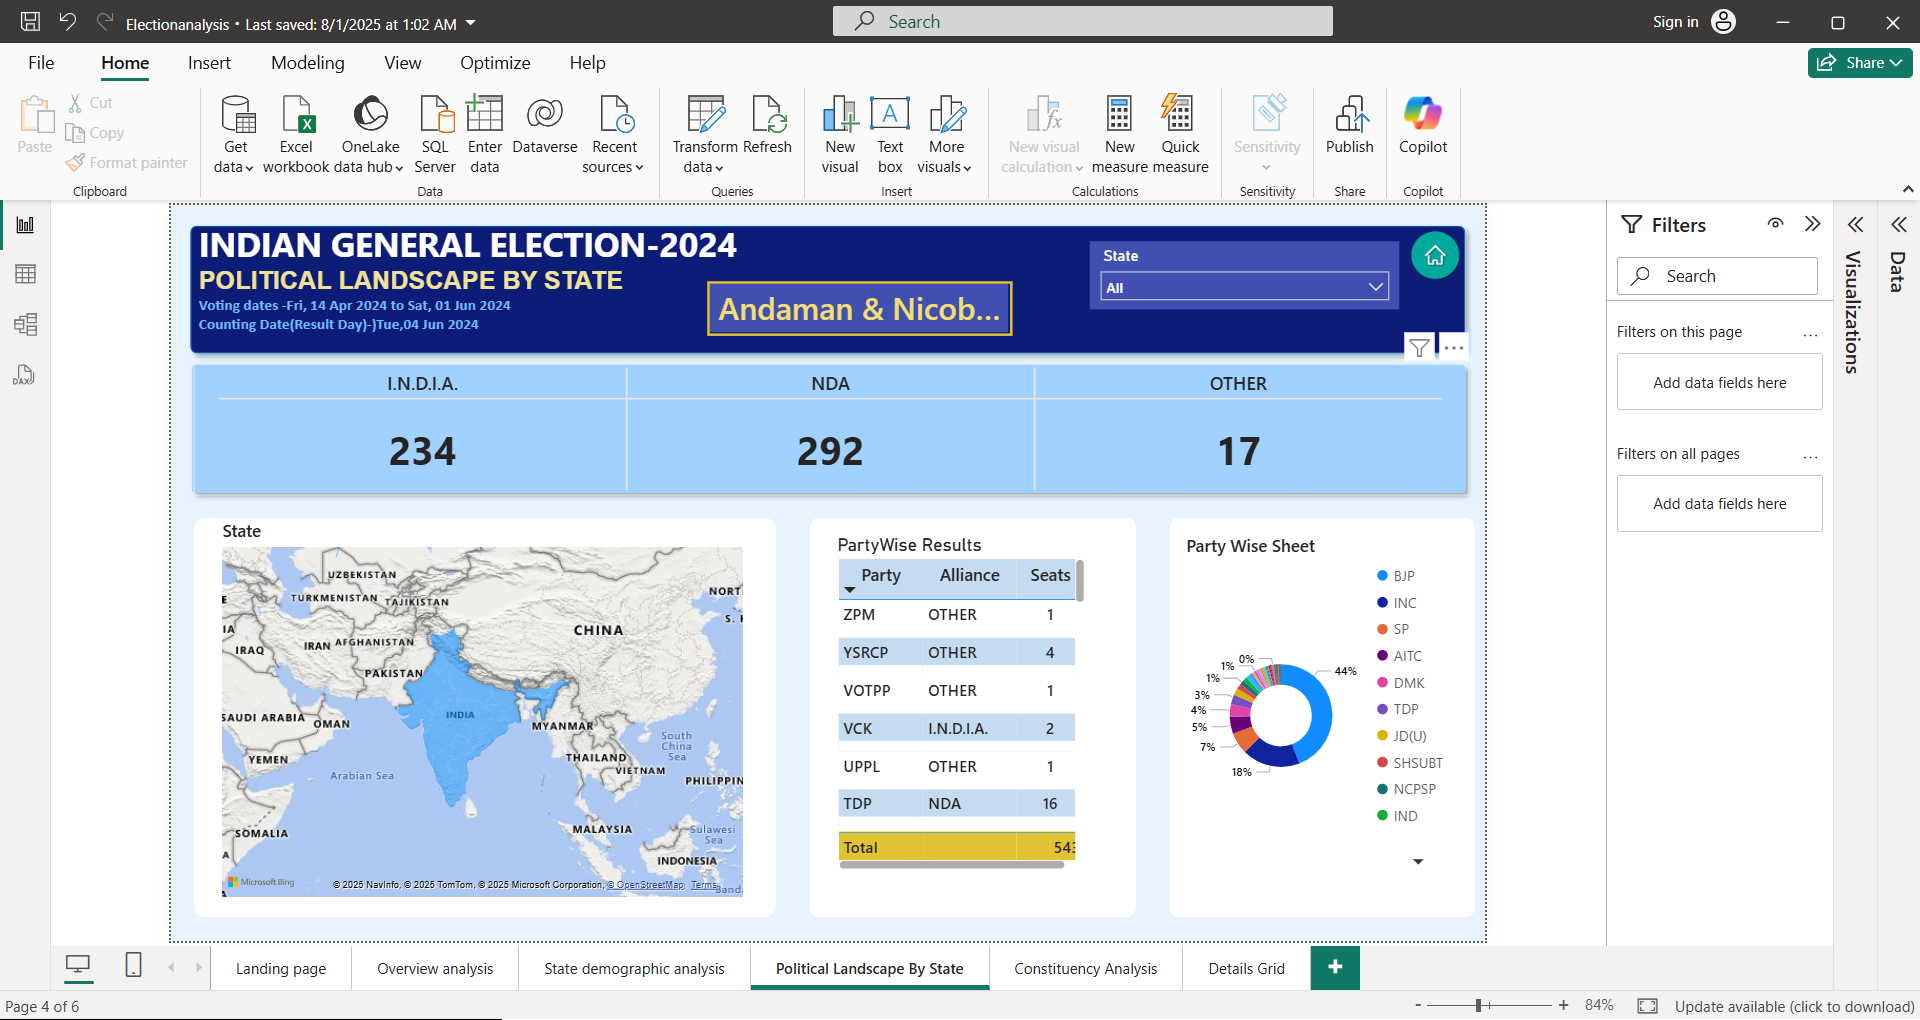 Electionanalysis • Last saved: 8/1/2025 at 1:02 AM
Search
Sign in
File
Home
Insert
Modeling
View
Optimize
Help
Share
Paste
Cut
Copy
Format painter
Clipboard
Get data
Excel workbook
OneLake data hub
SQL Server
Enter data
Dataverse
Recent sources
Data
Transform data
Refresh
Queries
New visual
Text box
More visuals
Insert
New visual calculation
New measure
Quick measure
Calculations
Sensitivity
Sensitivity
Publish
Share
Copilot
Copilot
INDIAN GENERAL ELECTION-2024
POLITICAL LANDSCAPE BY STATE
Voting dates -Fri, 14 Apr 2024 to Sat, 01 Jun 2024
Counting Date(Result Day)-)Tue,04 Jun 2024
Andaman & Nicob...
State
All
I.N.D.I.A. NDA OTHER
234 292 17
State
UZBEKISTAN
TURKMENISTAN
TAJIKISTAN
NORT
S. K
IA
CHINA
IRAQ
IRAN
AFGHANISTAN
PAKISTAN
SAUDI ARABIA
OMAN
INDIA
MYANMAR
YEMEN
THAILAND
South China Sea
VIETNAM
PHILIPPIN
Arabian Sea
SOMALIA
MALAYSIA
Sulawesi Sea
INDONESIA
Banda
Microsoft Bing
© 2025 NavInfo, © 2025 TomTom, © 2025 Microsoft Corporation, © OpenStreetMap Terms
PartyWise Results
Party Alliance Seats
ZPM OTHER 1
YSRCP OTHER 4
VOTPP OTHER 1
VCK I.N.D.I.A. 2
UPPL OTHER 1
TDP NDA 16
Total 543
Party Wise Sheet
44%
18%
7%
5%
4%
3%
1%
1%
0%
BJP
INC
SP
AITC
DMK
TDP
JD(U)
SHSUBT
NCPSP
IND
Filters
Search
Filters on this page
Add data fields here
Filters on all pages
Add data fields here
Visualizations
Data
DAX
Landing page
Overview analysis
State demographic analysis
Political Landscape By State
Constituency Analysis
Details Grid
+
Page 4 of 6
- + 84%
Update available (click to download)